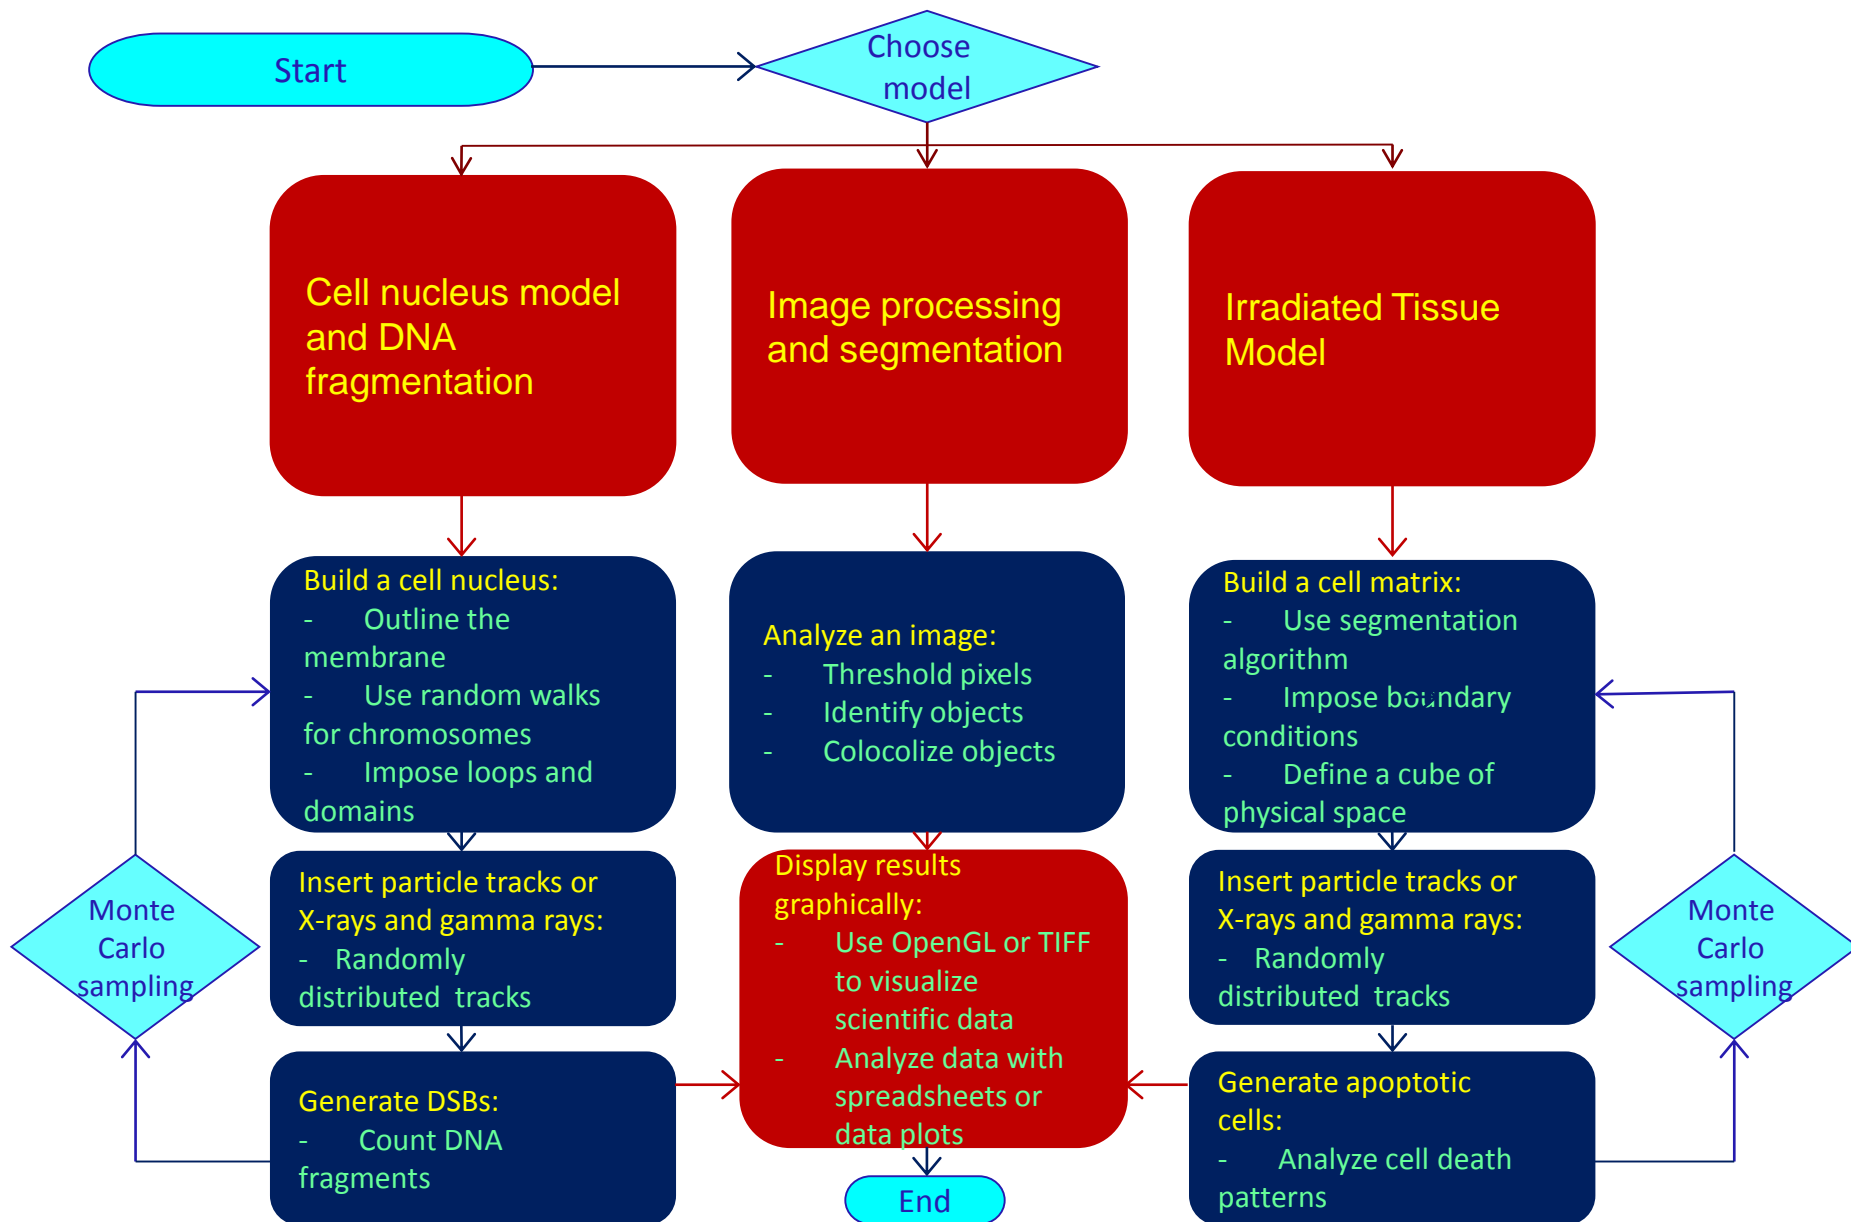 Start
Choose
model
Cell nucleus model
and DNA
fragmentation
Image processing
and segmentation
Irradiated Tissue
Model
Build a cell nucleus:
- Outline the
membrane
- Use random walks
for chromosomes
- Impose loops and
domains
Analyze an image:
- Threshold pixels
- Identify objects
- Colocolize objects
Build a cell matrix:
- Use segmentation
algorithm
- Impose boundary
conditions
- Define a cube of
physical space
Monte
Carlo
sampling
Insert particle tracks or
X-rays and gamma rays:
- Randomly
distributed tracks
Display results
graphically:
- Use OpenGL or TIFF
to visualize
scientific data
- Analyze data with
spreadsheets or
data plots
Insert particle tracks or
X-rays and gamma rays:
- Randomly
distributed tracks
Monte
Carlo
sampling
Generate DSBs:
- Count DNA
fragments
Generate apoptotic
cells:
- Analyze cell death
patterns
End